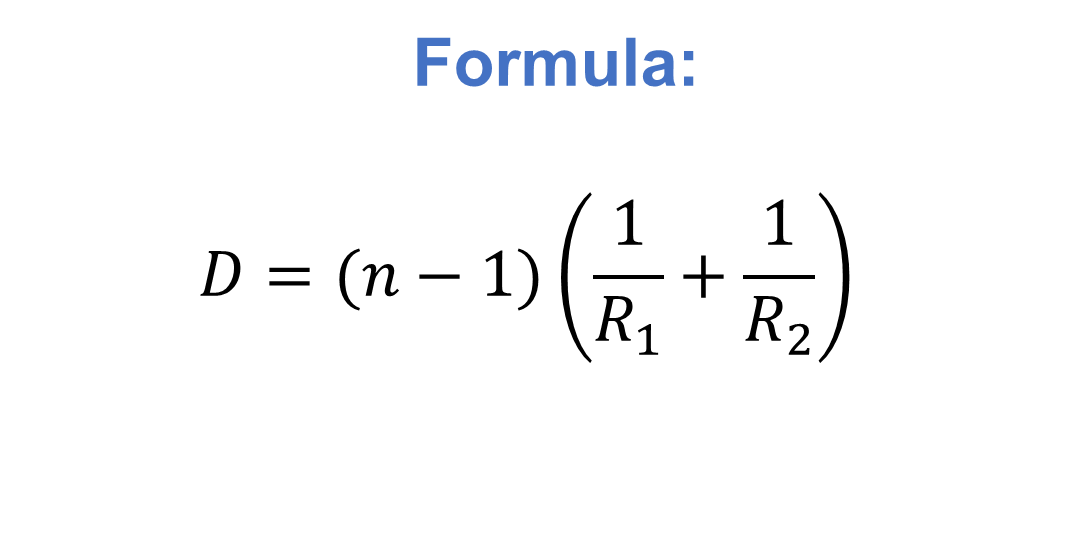 Formula:
D = (n − 1) (1/R₁ + 1/R₂)